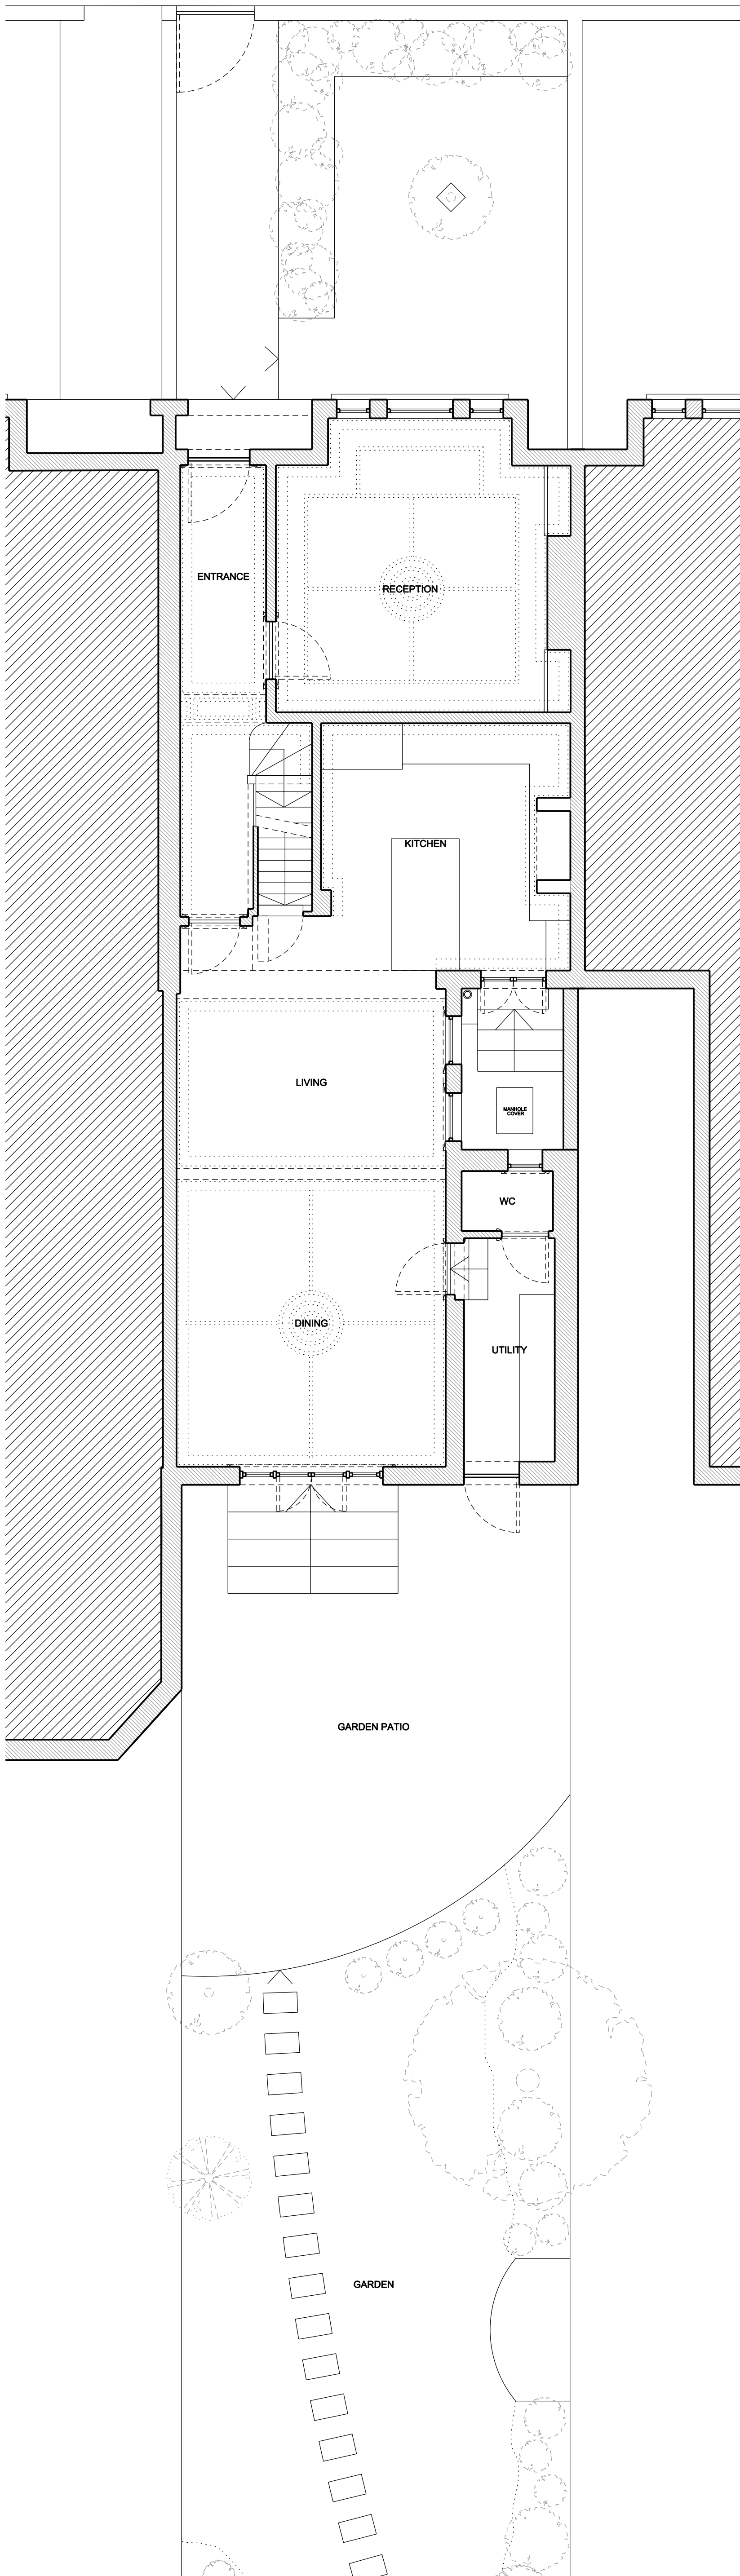 ENTRANCE
RECEPTION
KITCHEN
LIVING
MANHOLE
COVER
WC
DINING
UTILITY
GARDEN PATIO
GARDEN